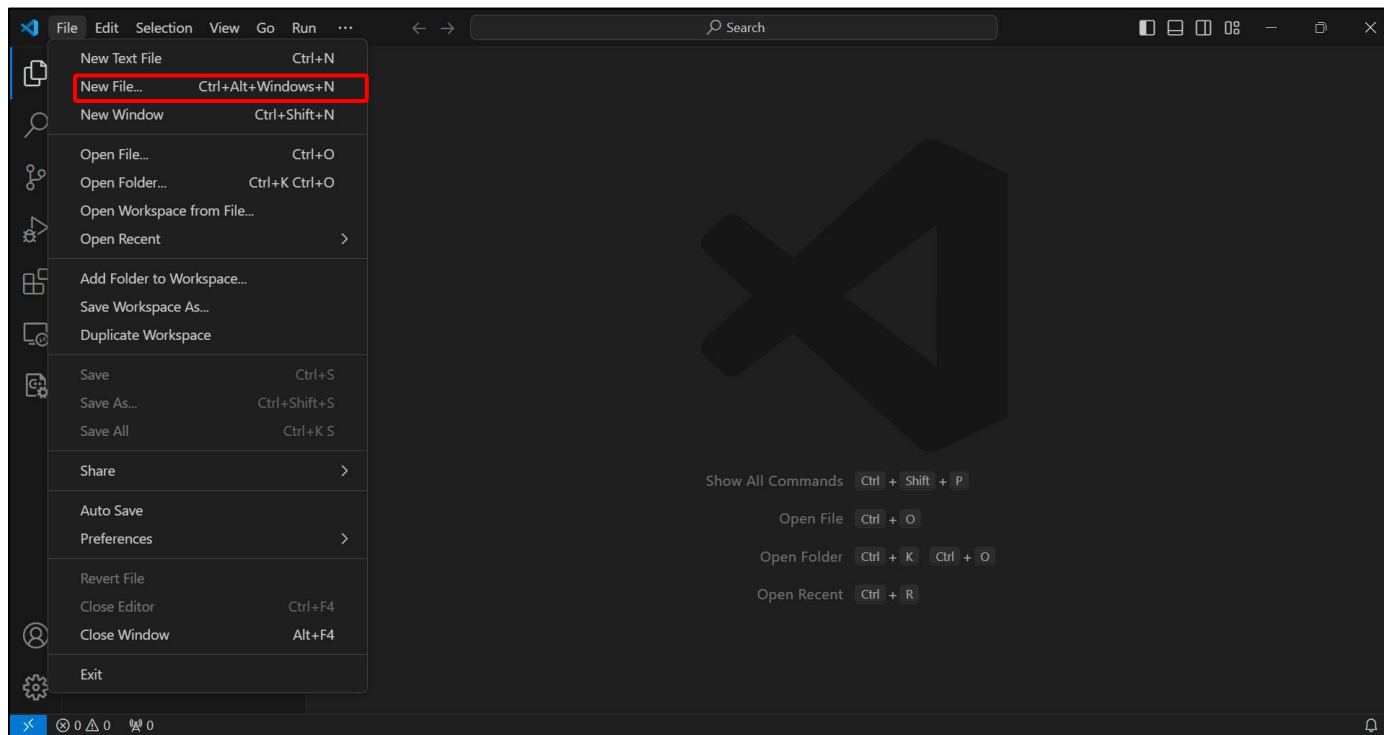 File Edit Selection View Go Run ... Search
New Text File Ctrl+N
New File... Ctrl+Alt+Windows+N
New Window Ctrl+Shift+N
Open File... Ctrl+O
Open Folder... Ctrl+K Ctrl+O
Open Workspace from File...
Open Recent
Add Folder to Workspace...
Save Workspace As...
Duplicate Workspace
Save Ctrl+S
Save As... Ctrl+Shift+S
Save All Ctrl+K S
Share
Auto Save
Preferences
Revert File
Close Editor Ctrl+F4
Close Window Alt+F4
Exit
Show All Commands Ctrl + Shift + P
Open File Ctrl + O
Open Folder Ctrl + K Ctrl + O
Open Recent Ctrl + R
0 0 0